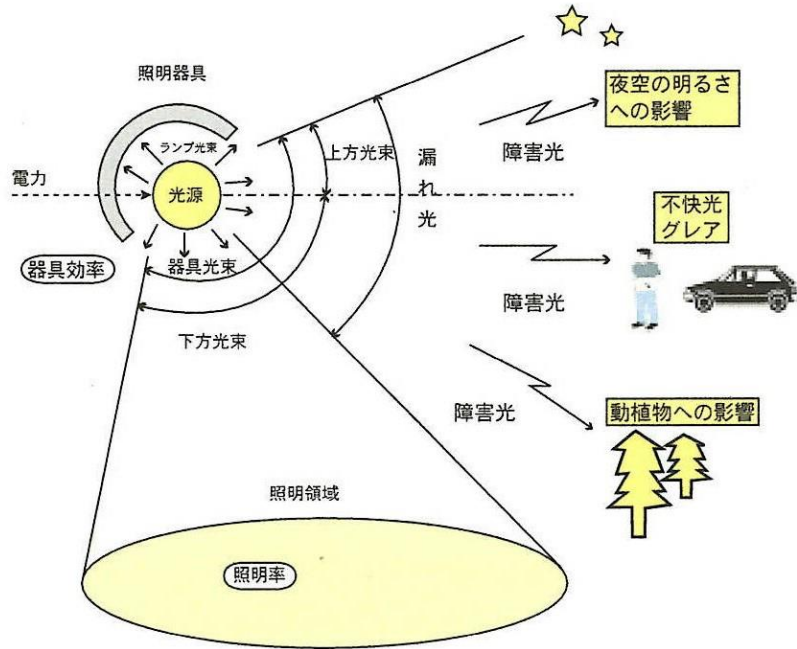 照明器具
夜空の明るさ
への影響
ランプ光束
上方光束
漏れ光
障害光
電力
光源
不快光
グレア
器具効率
器具光束
障害光
下方光束
動植物への影響
障害光
照明領域
照明率